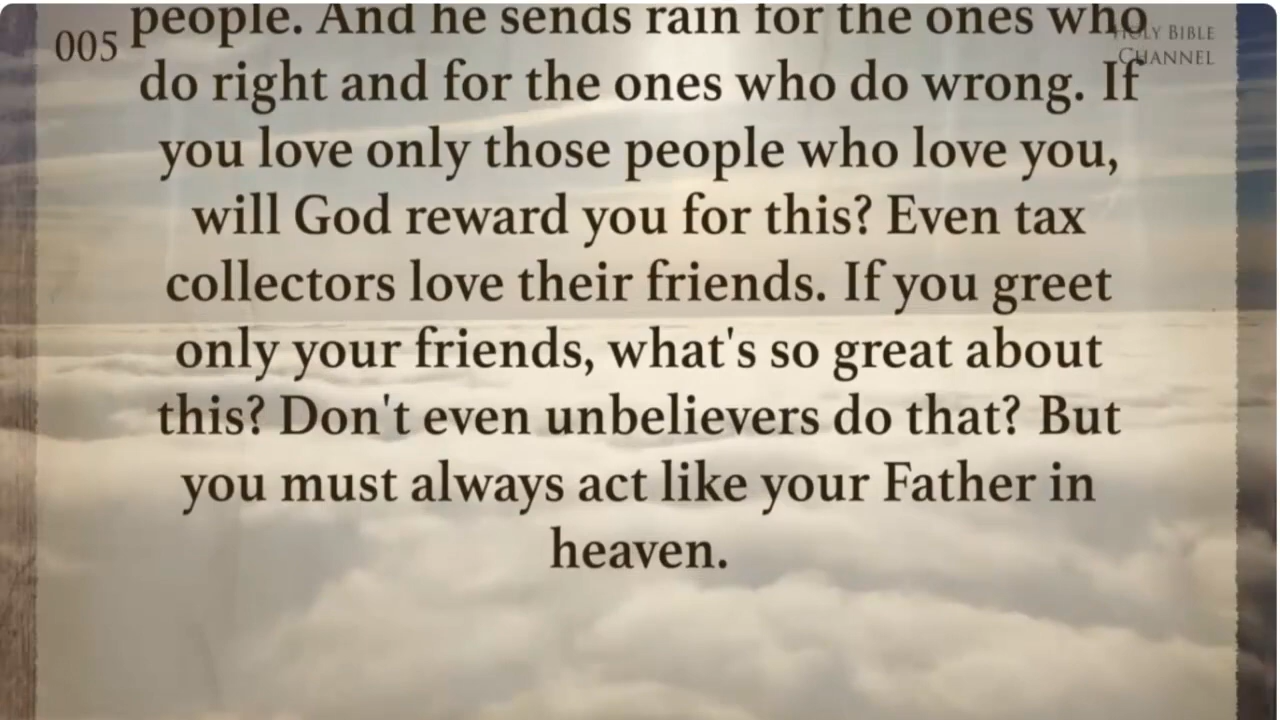 005
HOLY BIBLE
CHANNEL
people. And he sends rain for the ones who
do right and for the ones who do wrong. If
you love only those people who love you,
will God reward you for this? Even tax
collectors love their friends. If you greet
only your friends, what's so great about
this? Don't even unbelievers do that? But
you must always act like your Father in
heaven.